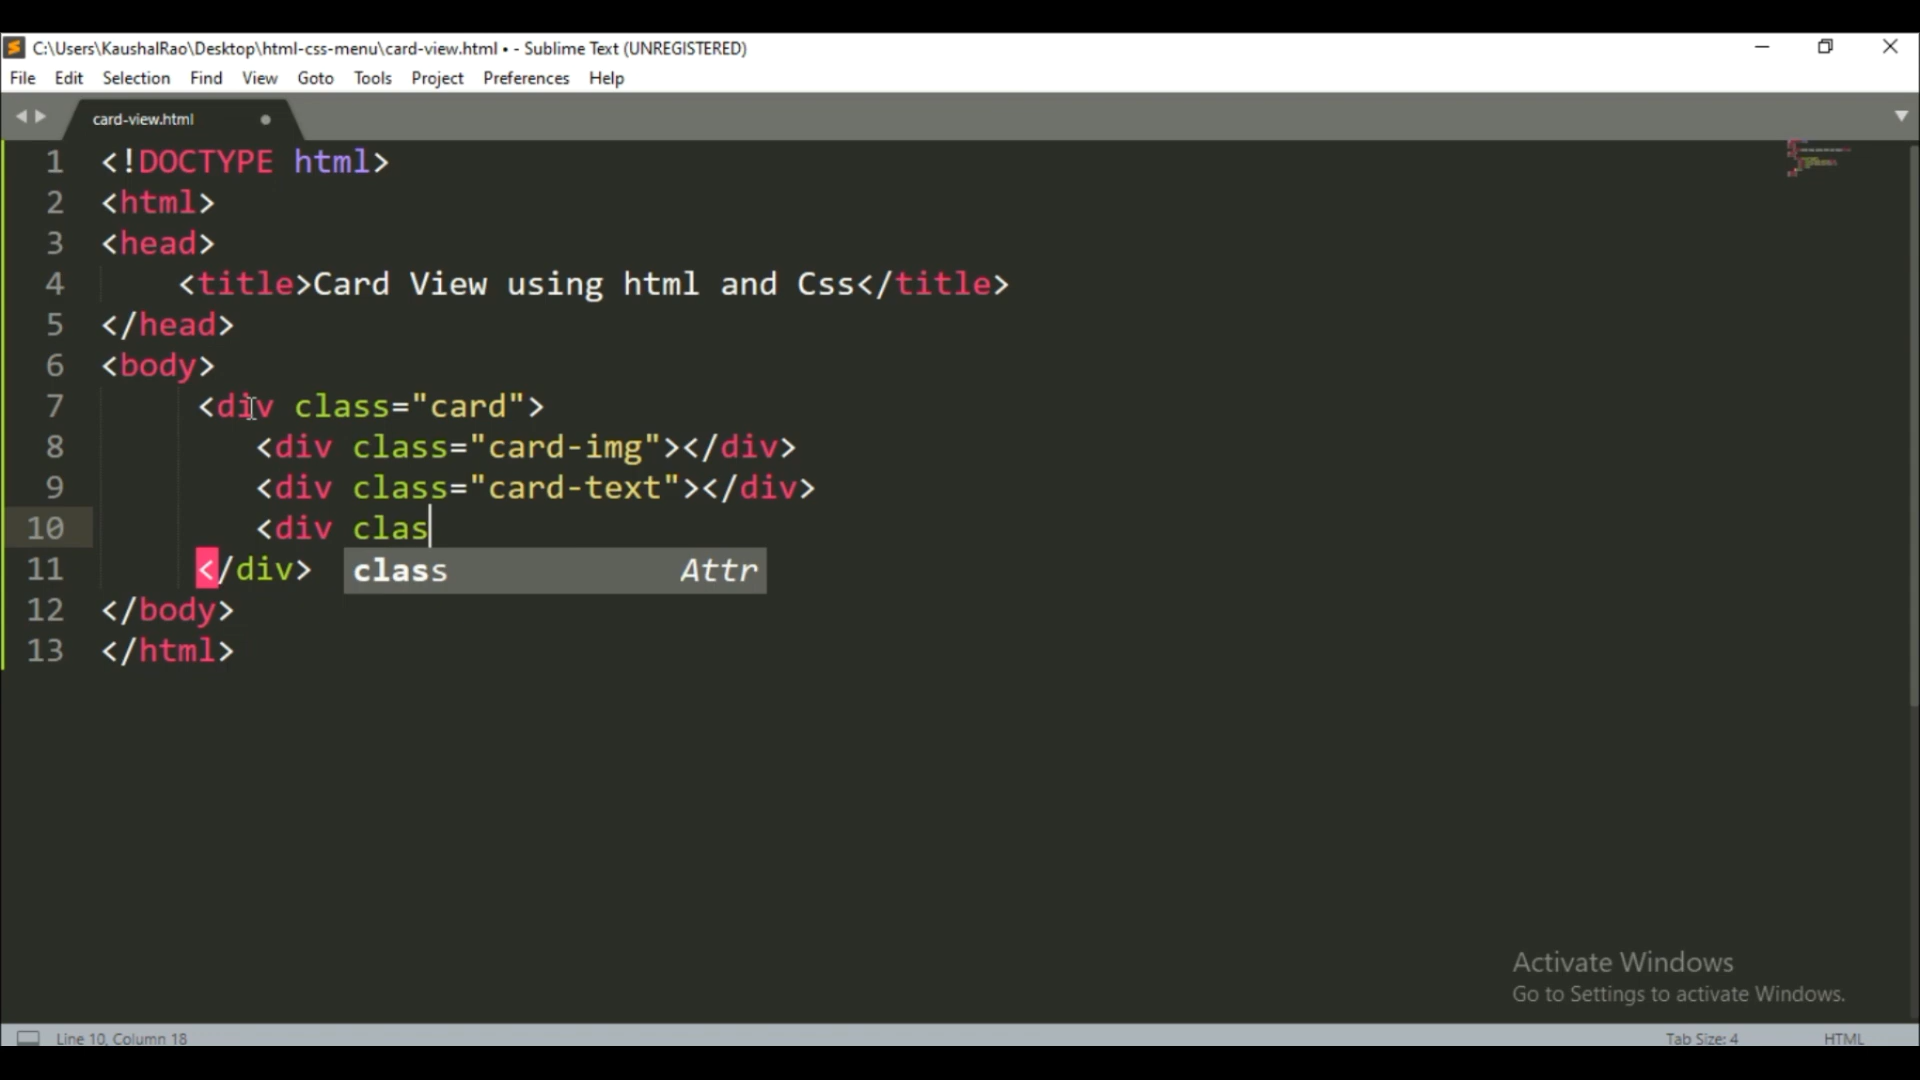 C:\Users\KaushalRao\Desktop\html-css-menu\card-view.html • - Sublime Text (UNREGISTERED)
File Edit Selection Find View Goto Tools Project Preferences Help
card-view.html
1 <!DOCTYPE html>
2 <html>
3 <head>
4 <title>Card View using html and Css</title>
5 </head>
6 <body>
7 <div class="card">
8 <div class="card-img"></div>
9 <div class="card-text"></div>
10 <div clas
11 </div>
class Attr
12 </body>
13 </html>
Activate Windows
Go to Settings to activate Windows.
Line 10, Column 18 Tab Size: 4 HTML